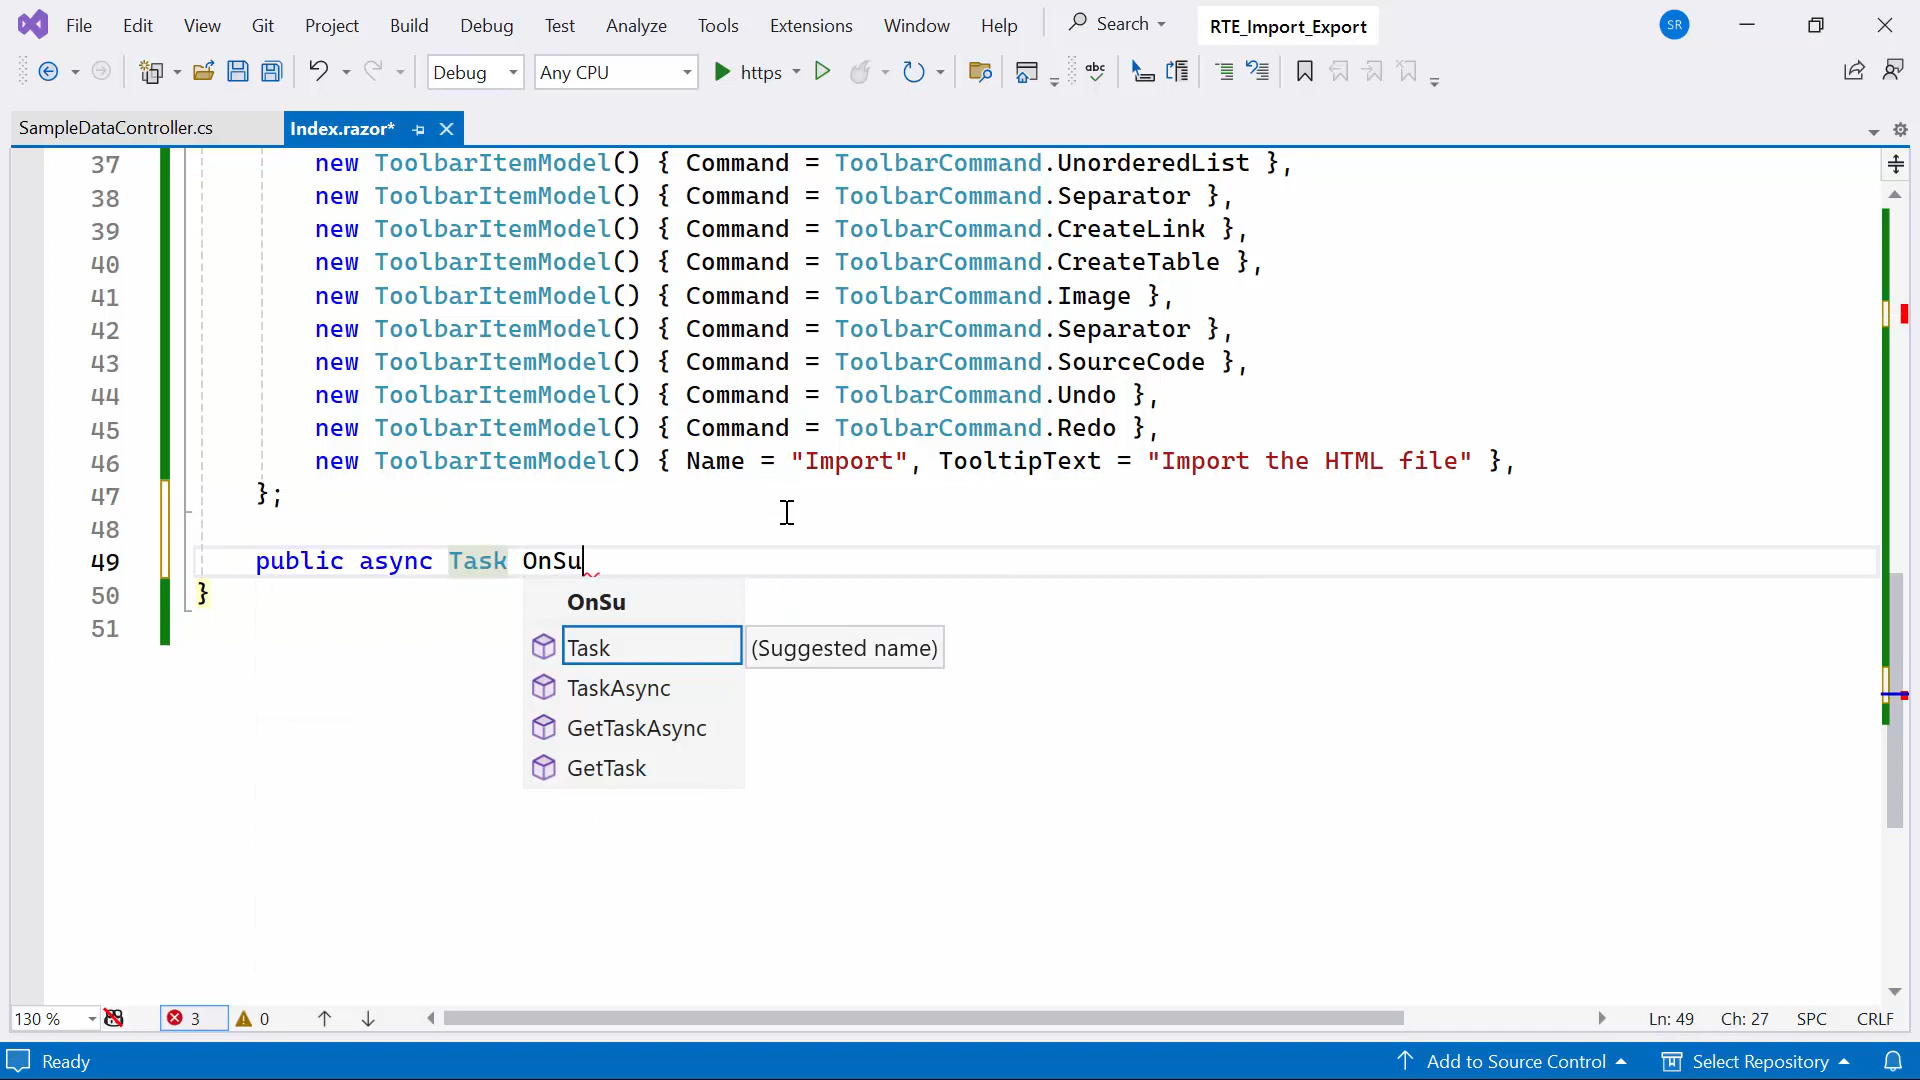 File Edit View Git Project Build Debug Test Analyze Tools Extensions Window Help Search RTE_Import_Export SR
Debug Any CPU https
SampleDataController.cs Index.razor*
37 new ToolbarItemModel() { Command = ToolbarCommand.UnorderedList },
38 new ToolbarItemModel() { Command = ToolbarCommand.Separator },
39 new ToolbarItemModel() { Command = ToolbarCommand.CreateLink },
40 new ToolbarItemModel() { Command = ToolbarCommand.CreateTable },
41 new ToolbarItemModel() { Command = ToolbarCommand.Image },
42 new ToolbarItemModel() { Command = ToolbarCommand.Separator },
43 new ToolbarItemModel() { Command = ToolbarCommand.SourceCode },
44 new ToolbarItemModel() { Command = ToolbarCommand.Undo },
45 new ToolbarItemModel() { Command = ToolbarCommand.Redo },
46 new ToolbarItemModel() { Name = "Import", TooltipText = "Import the HTML file" },
47 };
48
49 public async Task OnSu
50 }
51
OnSu
Task (Suggested name)
TaskAsync
GetTaskAsync
GetTask
130 % 3 0 Ln: 49 Ch: 27 SPC CRLF
Ready Add to Source Control Select Repository